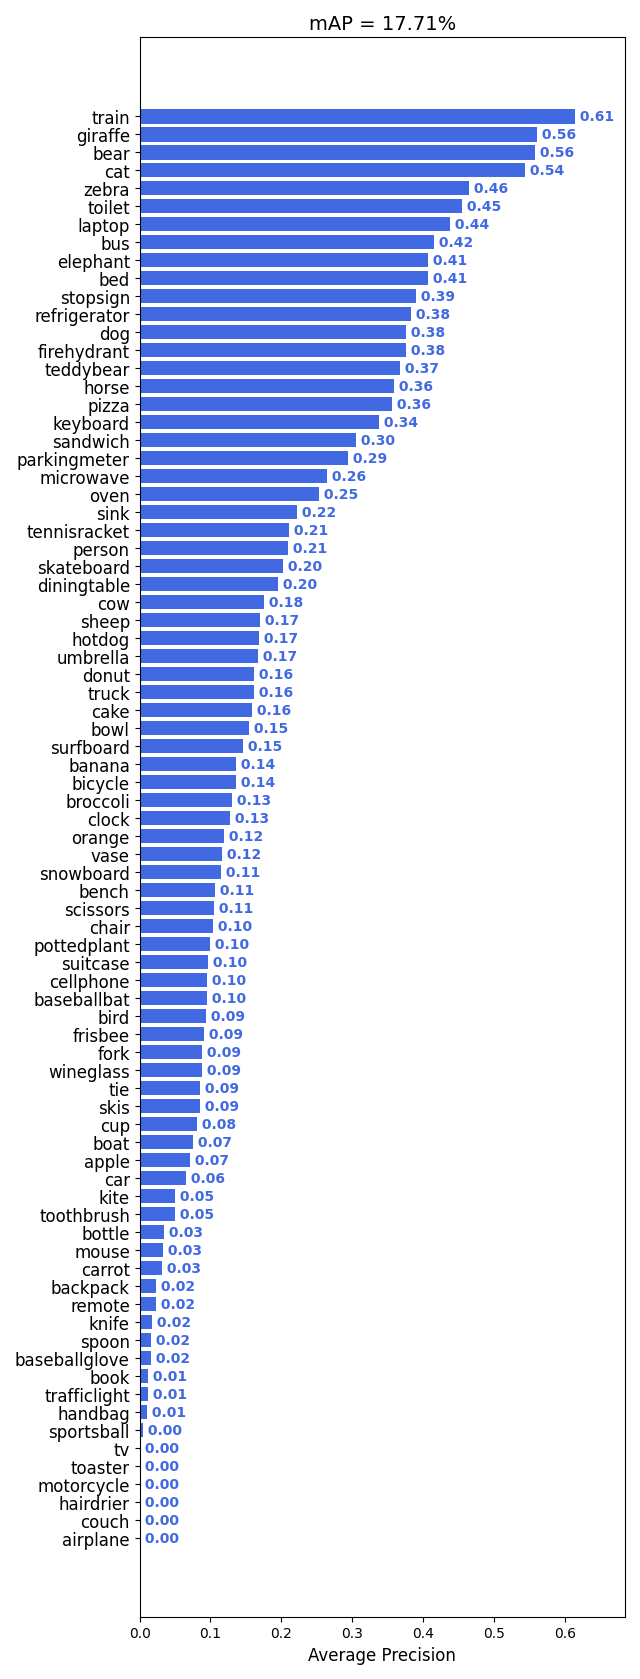 mAP = 17.71%
train 0.61
giraffe 0.56
bear 0.56
cat 0.54
zebra 0.46
toilet 0.45
laptop 0.44
bus 0.42
elephant 0.41
bed 0.41
stopsign 0.39
refrigerator 0.38
dog 0.38
firehydrant 0.38
teddybear 0.37
horse 0.36
pizza 0.36
keyboard 0.34
sandwich 0.30
parkingmeter 0.29
microwave 0.26
oven 0.25
sink 0.22
tennisracket 0.21
person 0.21
skateboard 0.20
diningtable 0.20
cow 0.18
sheep 0.17
hotdog 0.17
umbrella 0.17
donut 0.16
truck 0.16
cake 0.16
bowl 0.15
surfboard 0.15
banana 0.14
bicycle 0.14
broccoli 0.13
clock 0.13
orange 0.12
vase 0.12
snowboard 0.11
bench 0.11
scissors 0.11
chair 0.10
pottedplant 0.10
suitcase 0.10
cellphone 0.10
baseballbat 0.10
bird 0.09
frisbee 0.09
fork 0.09
wineglass 0.09
tie 0.09
skis 0.09
cup 0.08
boat 0.07
apple 0.07
car 0.06
kite 0.05
toothbrush 0.05
bottle 0.03
mouse 0.03
carrot 0.03
backpack 0.02
remote 0.02
knife 0.02
spoon 0.02
baseballglove 0.02
book 0.01
trafficlight 0.01
handbag 0.01
sportsball 0.00
tv 0.00
toaster 0.00
motorcycle 0.00
hairdrier 0.00
couch 0.00
airplane 0.00
0.0 0.1 0.2 0.3 0.4 0.5 0.6
Average Precision